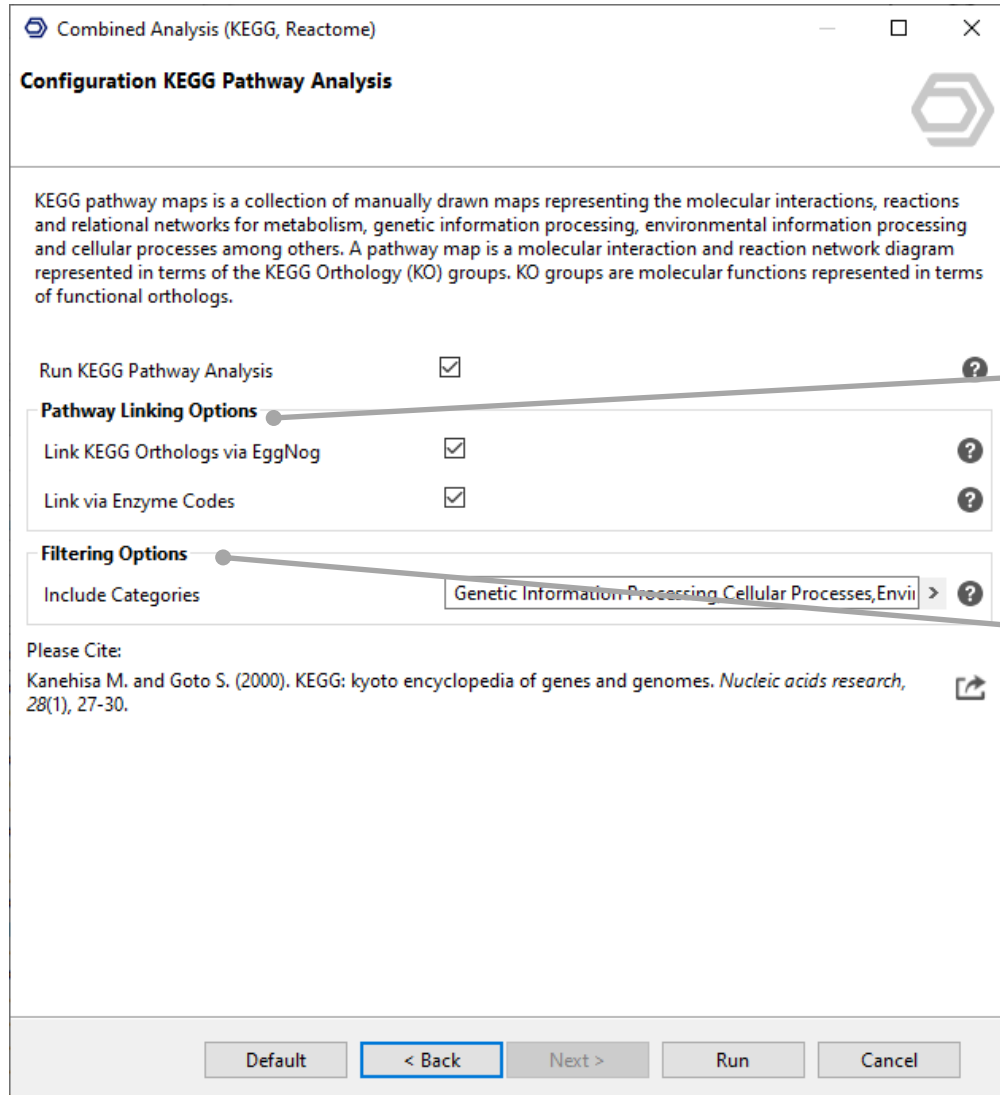 Combined Analysis (KEGG, Reactome)
Configuration KEGG Pathway Analysis
KEGG pathway maps is a collection of manually drawn maps representing the molecular interactions, reactions
and relational networks for metabolism, genetic information processing, environmental information processing
and cellular processes among others. A pathway map is a molecular interaction and reaction network diagram
represented in terms of the KEGG Orthology (KO) groups. KO groups are molecular functions represented in terms
of functional orthologs.
Run KEGG Pathway Analysis
Pathway Linking Options
Link KEGG Orthologs via EggNog
Link via Enzyme Codes
Filtering Options
Include Categories Genetic Information Processing Cellular Processes,Envir
Please Cite:
Kanehisa M. and Goto S. (2000). KEGG: kyoto encyclopedia of genes and genomes. Nucleic acids research,
28(1), 27-30.
Default < Back Next > Run Cancel